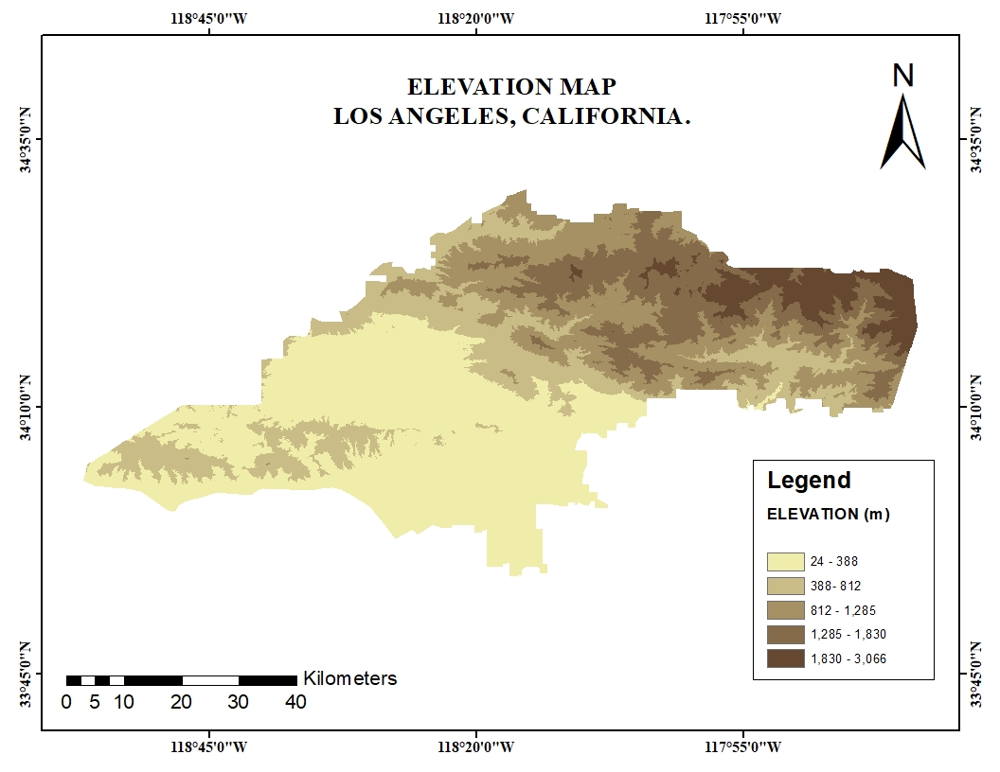 118°45'0"W 118°20'0"W 117°55'0"W
ELEVATION MAP
LOS ANGELES, CALIFORNIA.
N
34°35'0"N 34°35'0"N
34°10'0"N 34°10'0"N
Legend
ELEVATION (m)
24 - 388
388- 812
812 - 1,285
1,285 - 1,830
1,830 - 3,066
33°45'0"N 33°45'0"N
Kilometers
0 5 10 20 30 40
118°45'0"W 118°20'0"W 117°55'0"W